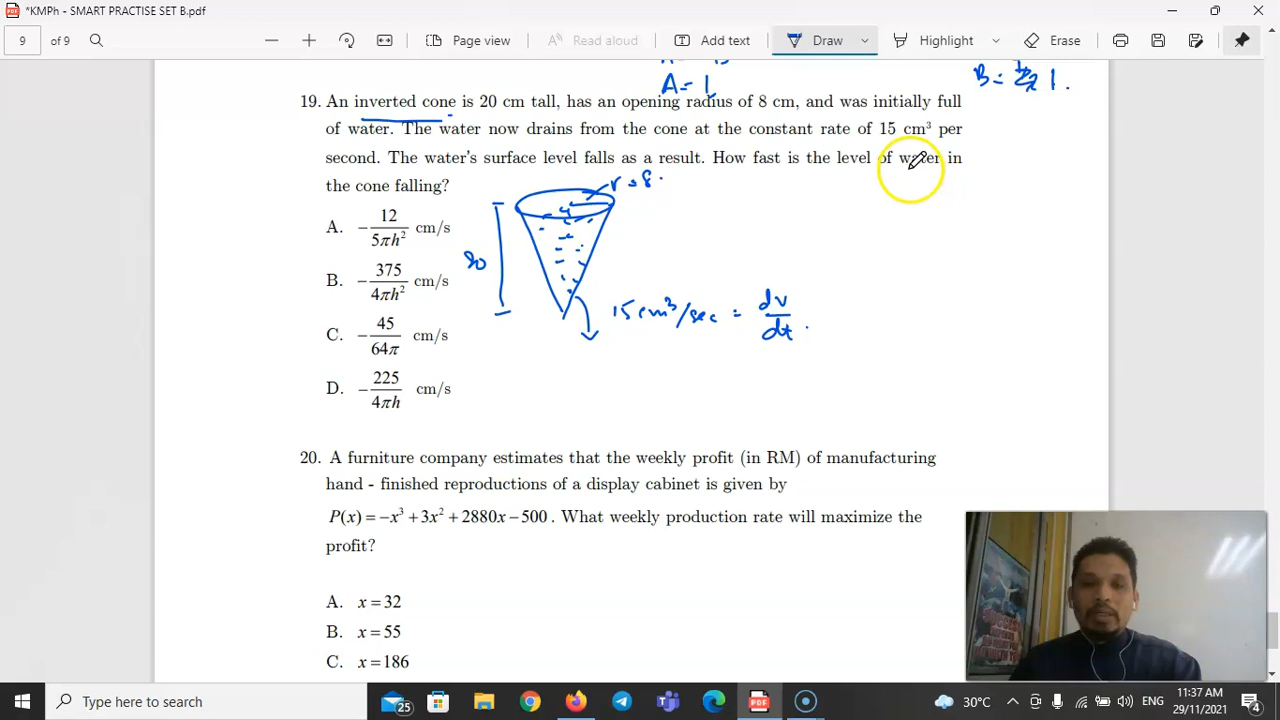 *KMPh - SMART PRACTISE SET B.pdf
9 of 9
Page view
Read aloud
Add text
Draw
Highlight
Erase
A = 1
B = 1.
19. An inverted cone is 20 cm tall, has an opening radius of 8 cm, and was initially full
of water. The water now drains from the cone at the constant rate of 15 cm³ per
second. The water's surface level falls as a result. How fast is the level of water in
the cone falling?
r = 8.
A. -12/5πh² cm/s
20
B. -375/4πh² cm/s
15 cm³/sec = dv/dt.
C. -45/64π cm/s
D. -225/4πh cm/s
20. A furniture company estimates that the weekly profit (in RM) of manufacturing
hand - finished reproductions of a display cabinet is given by
P(x) = -x³ + 3x² + 2880x - 500. What weekly production rate will maximize the
profit?
A. x = 32
B. x = 55
C. x = 186
Type here to search
25
30°C
ENG
11:37 AM
29/11/2021
4